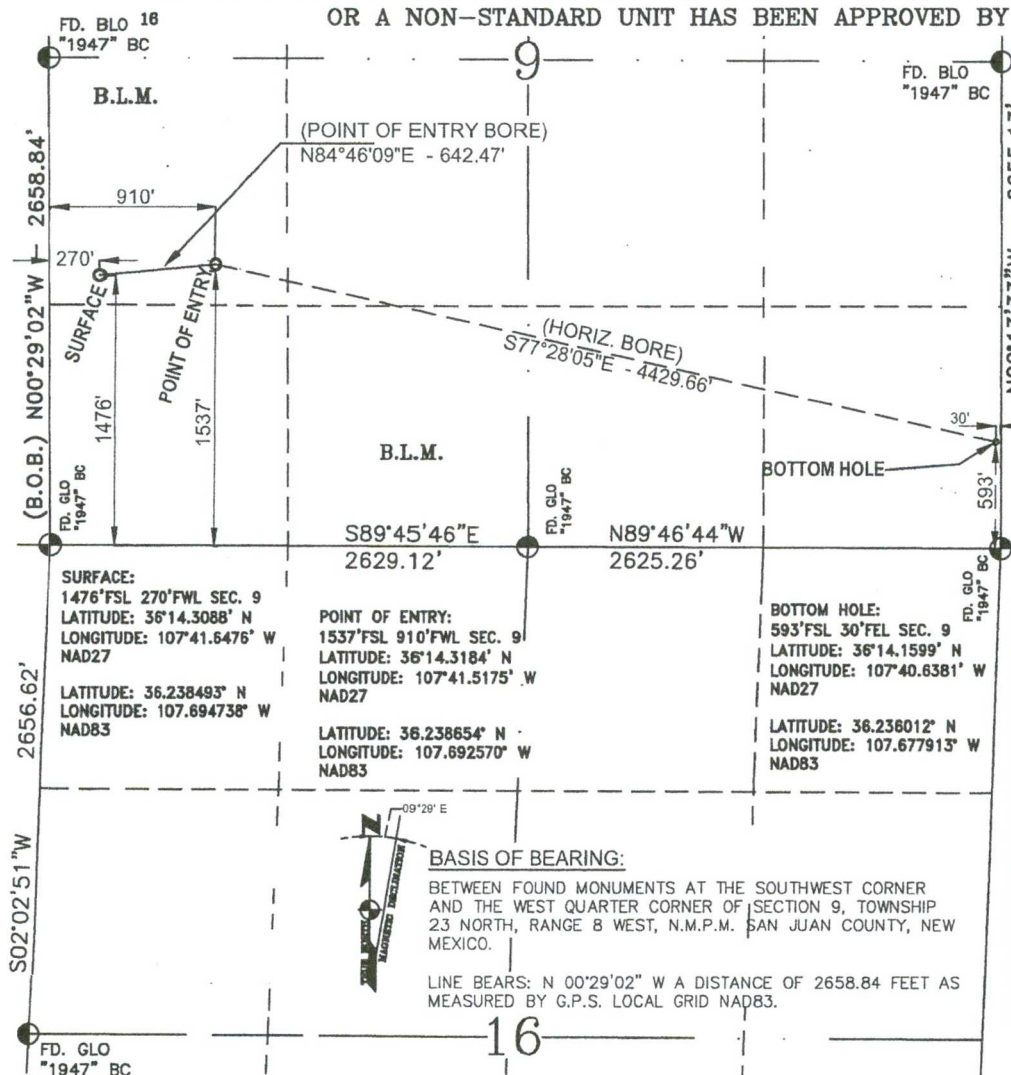 OR A NON-STANDARD UNIT HAS BEEN APPROVED BY
FD. BLO 16
"1947" BC
9
FD. BLO
"1947" BC
B.L.M.
(POINT OF ENTRY BORE)
N84°46'09"E - 642.47'
910'
270'
(B.O.B.) N00°29'02"W - 2658.84'
SURFACE
POINT OF ENTRY
1476'
1537'
(HORIZ. BORE)
S77°28'05"E - 4429.66'
30'
B.L.M.
BOTTOM HOLE
593'
FD. GLO
"1947" BC
FD. GLO
"1947" BC
S89°45'46"E
2629.12'
N89°46'44"W
2625.26'
FD. GLO
"1947" BC
SURFACE:
1476'FSL 270'FWL SEC. 9
LATITUDE: 36°14.3088' N
LONGITUDE: 107°41.6476' W
NAD27
LATITUDE: 36.238493° N
LONGITUDE: 107.694738° W
NAD83
POINT OF ENTRY:
1537'FSL 910'FWL SEC. 9
LATITUDE: 36°14.3184' N
LONGITUDE: 107°41.5175' W
NAD27
LATITUDE: 36.238654° N
LONGITUDE: 107.692570° W
NAD83
BOTTOM HOLE:
593'FSL 30'FEL SEC. 9
LATITUDE: 36°14.1599' N
LONGITUDE: 107°40.6381' W
NAD27
LATITUDE: 36.236012° N
LONGITUDE: 107.677913° W
NAD83
S02°02'51"W 2656.62'
09°29' E
MAGNETIC DECLINATION
BASIS OF BEARING:
BETWEEN FOUND MONUMENTS AT THE SOUTHWEST CORNER
AND THE WEST QUARTER CORNER OF SECTION 9, TOWNSHIP
23 NORTH, RANGE 8 WEST, N.M.P.M. SAN JUAN COUNTY, NEW
MEXICO.
LINE BEARS: N 00°29'02" W A DISTANCE OF 2658.84 FEET AS
MEASURED BY G.P.S. LOCAL GRID NAD83.
16
FD. GLO
"1947" BC